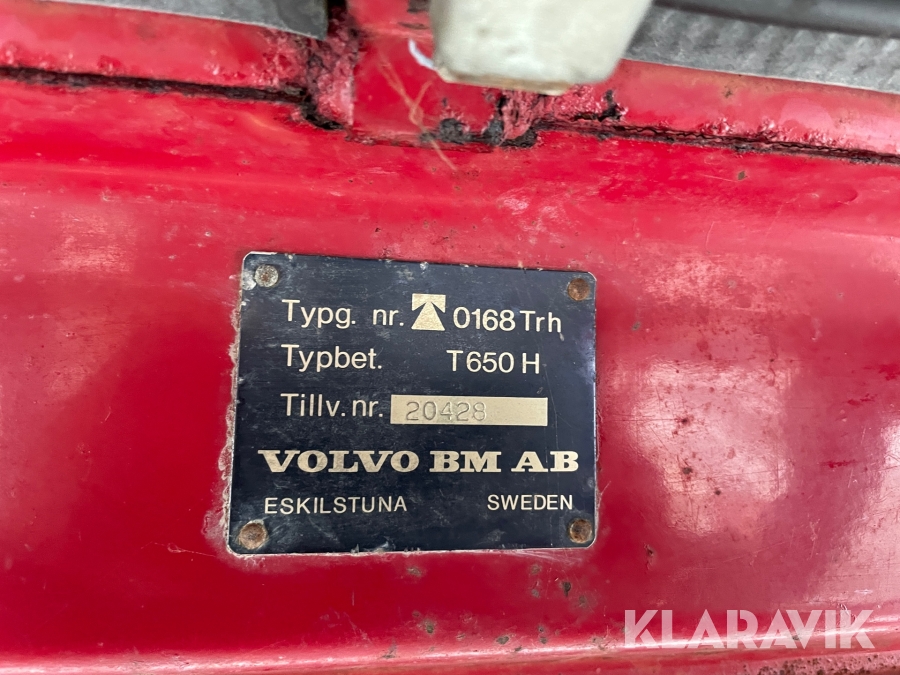 Typg. nr. 0168 Trh
Typbet. T650 H
Tillv. nr. 20428
VOLVO BM AB
ESKILSTUNA SWEDEN
KLARAVIK